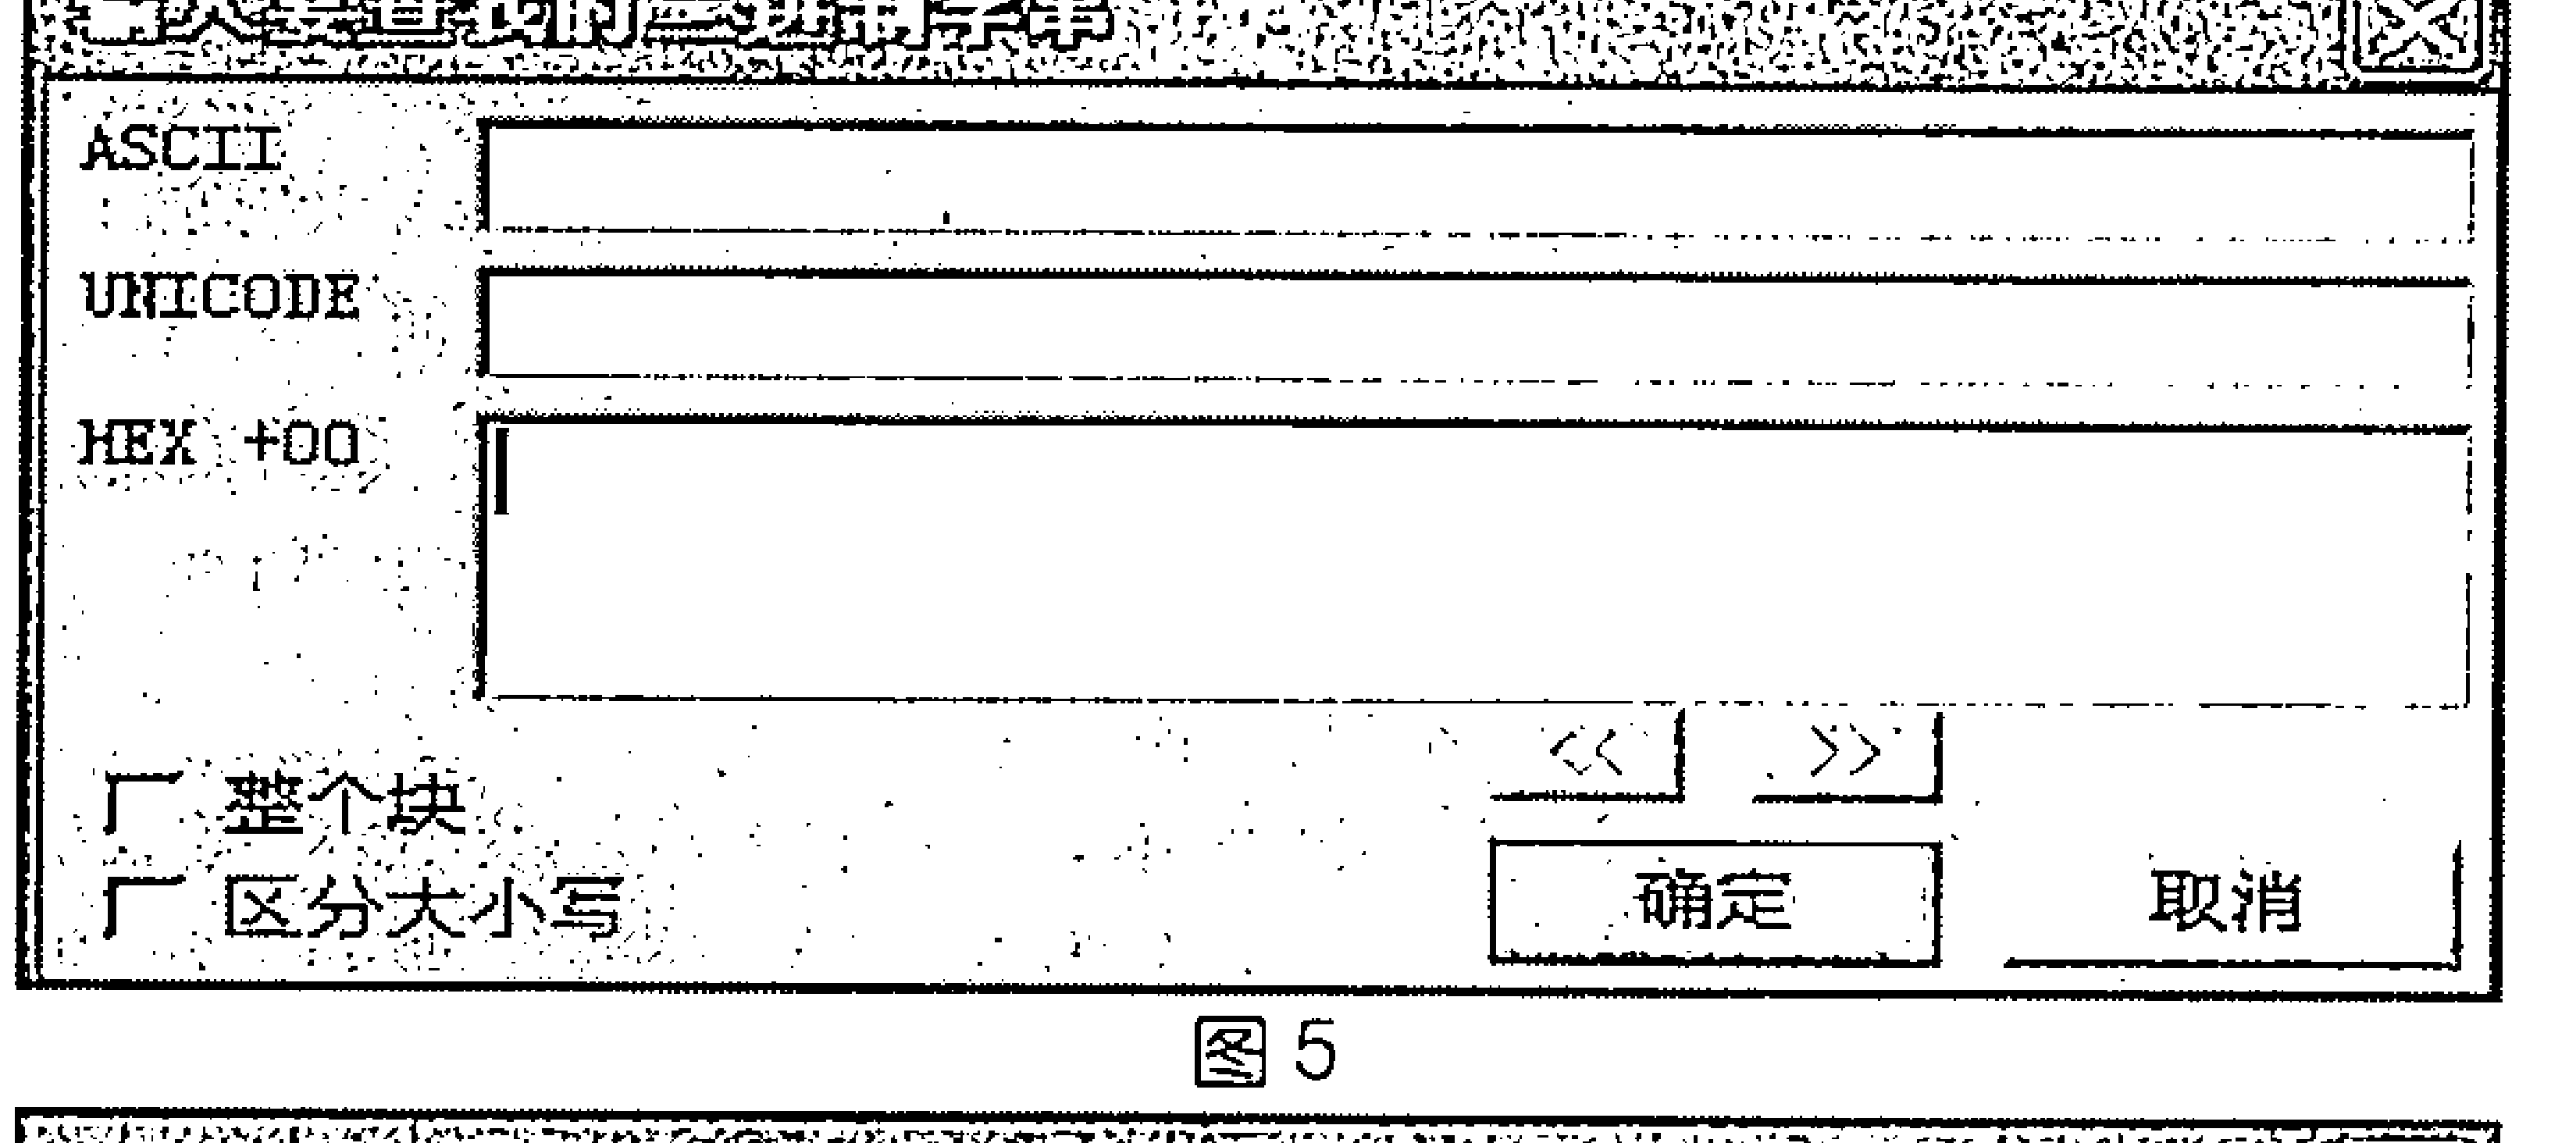 ASCII
UNICODE
HEX +00
<< >>
整个块
区分大小写
确定 取消
图 5